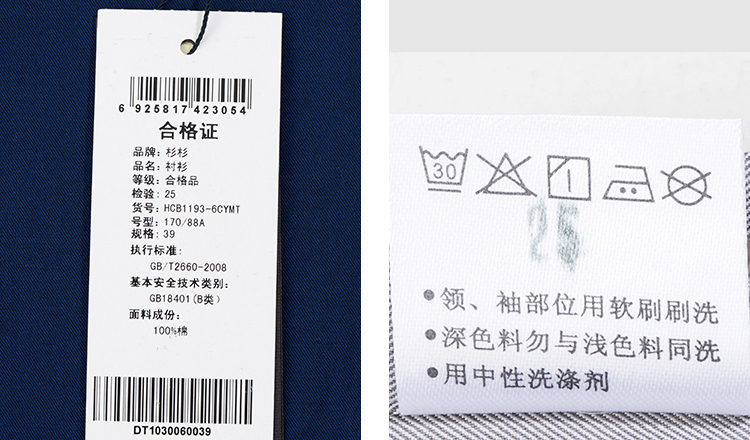 6 925817 423054
合格证
品牌: 杉杉
品名: 衬衫
等级: 合格品
检验: 25
货号: HCB1193-6CYMT
号型: 170/88A
规格: 39
执行标准:
GB/T2660-2008
基本安全技术类别:
GB18401(B类)
面料成份:
100%棉
DT1030060039
30
25
•领、袖部位用软刷刷洗
•深色料勿与浅色料同洗
•用中性洗涤剂